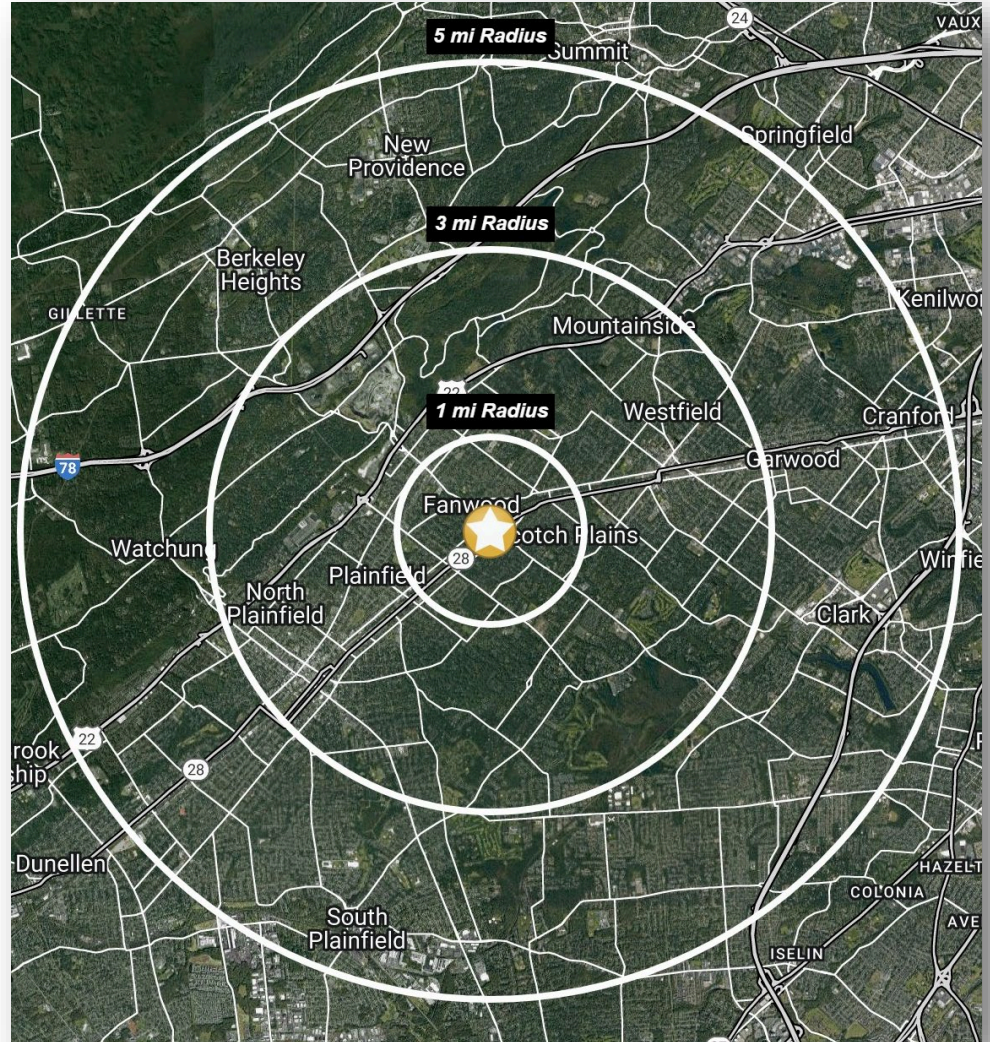 24
VAUX
5 mi Radius
Summit
Springfield
New
Providence
3 mi Radius
Berkeley
Heights
GILLETTE
Kenilwor
Mountainside
22
1 mi Radius
Westfield
Cranford
Garwood
78
Fanwood
cotch Plains
28
Watchung
Plainfield
Winfie
North
Plainfield
Clark
22
rook
ship
28
Dunellen
HAZELT
COLONIA
South
Plainfield
AVE
ISELIN